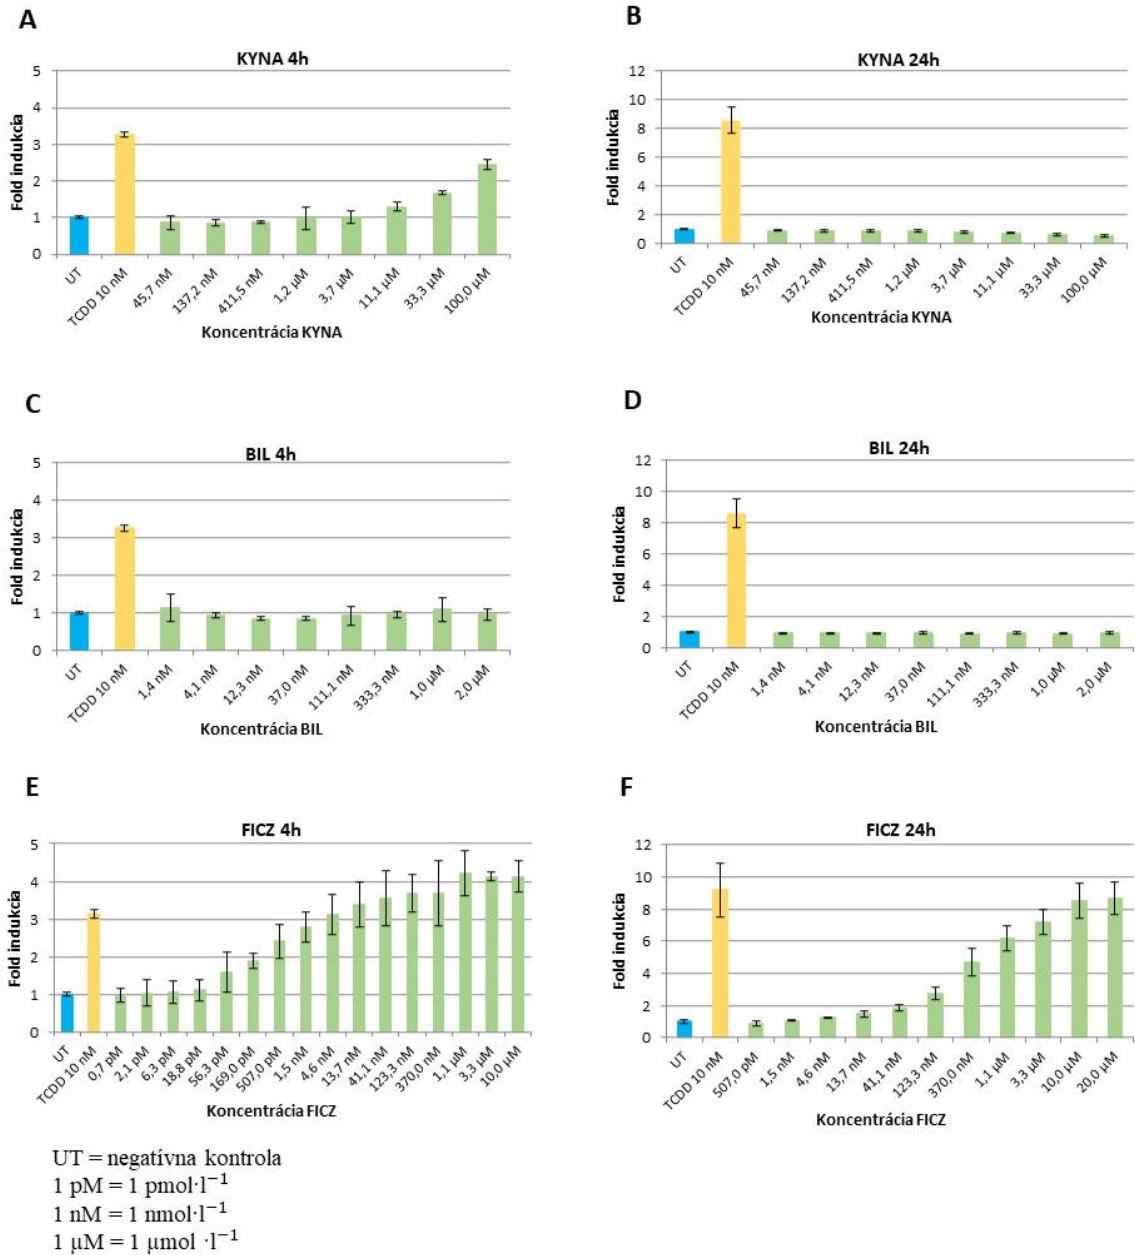 A
KYNA 4h
Fold indukcia
5
4
3
2
1
0
UT
TCDD 10 nM
45,7 nM
137,2 nM
411,5 nM
1,2 µM
3,7 µM
11,1 µM
33,3 µM
100,0 µM
Koncentrácia KYNA
B
KYNA 24h
Fold indukcia
12
10
8
6
4
2
0
UT
TCDD 10 nM
45,7 nM
137,2 nM
411,5 nM
1,2 µM
3,7 µM
11,1 µM
33,3 µM
100,0 µM
Koncentrácia KYNA
C
BIL 4h
Fold indukcia
5
4
3
2
1
0
UT
TCDD 10 nM
1,4 nM
4,1 nM
12,3 nM
37,0 nM
111,1 nM
333,3 nM
1,0 µM
2,0 µM
Koncentrácia BIL
D
BIL 24h
Fold indukcia
12
10
8
6
4
2
0
UT
TCDD 10 nM
1,4 nM
4,1 nM
12,3 nM
37,0 nM
111,1 nM
333,3 nM
1,0 µM
2,0 µM
Koncentrácia BIL
E
FICZ 4h
Fold indukcia
5
4
3
2
1
0
UT
TCDD 10 nM
0,7 pM
2,1 pM
6,3 pM
18,8 pM
56,3 pM
169,0 pM
507,0 pM
1,5 nM
4,6 nM
13,7 nM
41,1 nM
123,3 nM
370,0 nM
1,1 µM
3,3 µM
10,0 µM
Koncentrácia FICZ
F
FICZ 24h
Fold indukcia
12
10
8
6
4
2
0
UT
TCDD 10 nM
507,0 pM
1,5 nM
4,6 nM
13,7 nM
41,1 nM
123,3 nM
370,0 nM
1,1 µM
3,3 µM
10,0 µM
20,0 µM
Koncentrácia FICZ
UT = negatívna kontrola
1 pM = 1 pmol·l⁻¹
1 nM = 1 nmol·l⁻¹
1 µM = 1 µmol ·l⁻¹